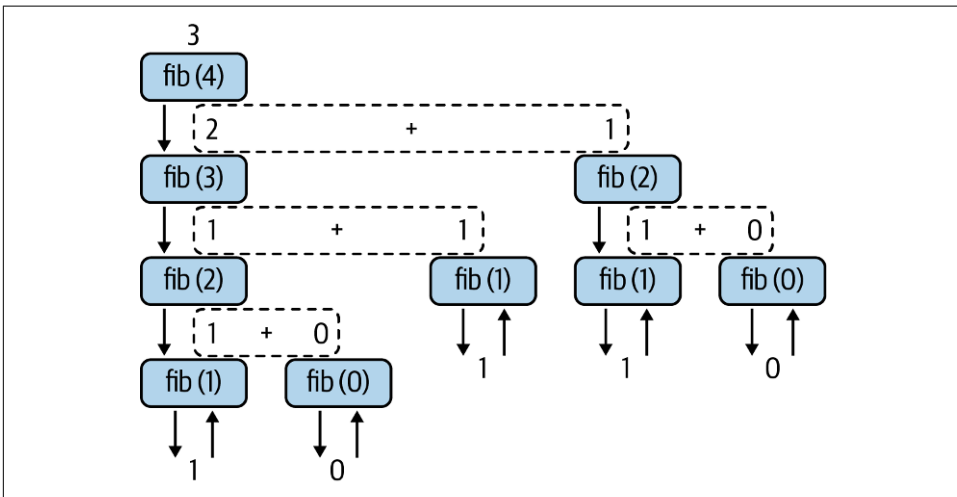 3
fib (4)
2 + 1
fib (3) fib (2)
1 + 1 1 + 0
fib (2) fib (1) fib (1) fib (0)
1 + 0 1 1 0
fib (1) fib (0)
1 0